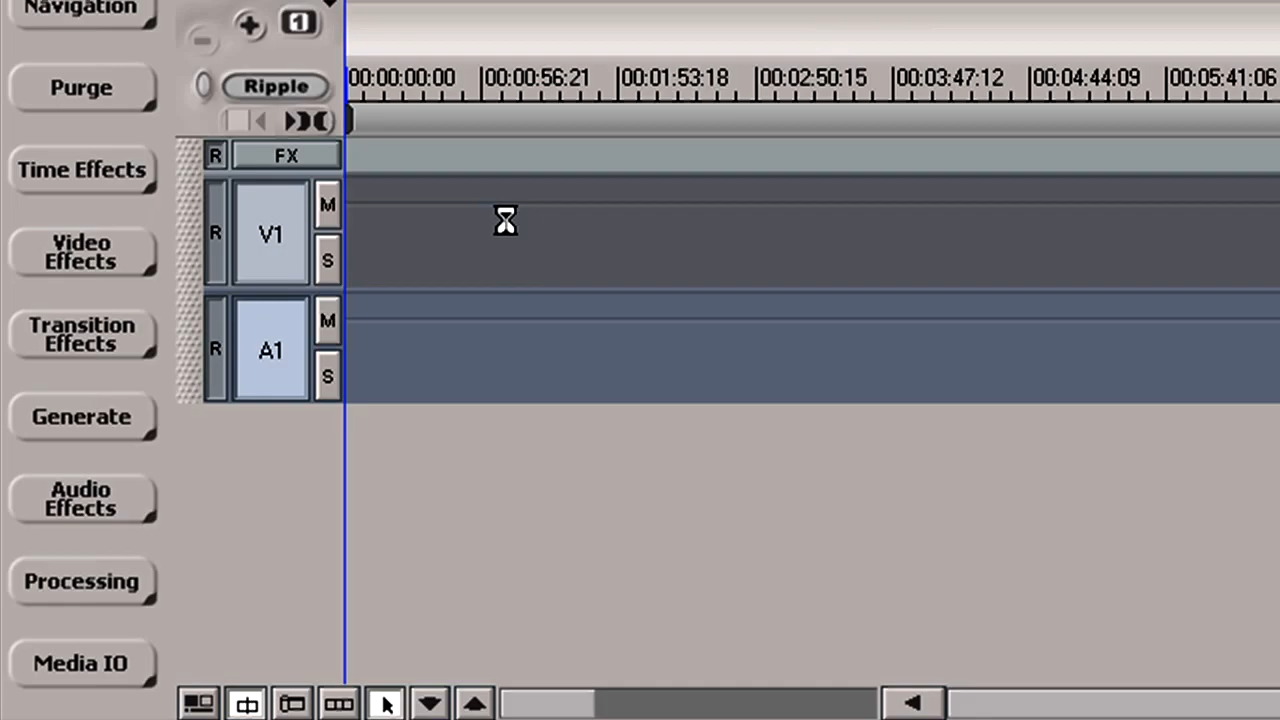 Navigation
1
Purge
Ripple
00:00:00:00 00:00:56:21 00:01:53:18 00:02:50:15 00:03:47:12 00:04:44:09 00:05:41:06
Time Effects
R FX
Video
Effects
R V1 M
S
Transition
Effects
R A1 M
S
Generate
Audio
Effects
Processing
Media IO